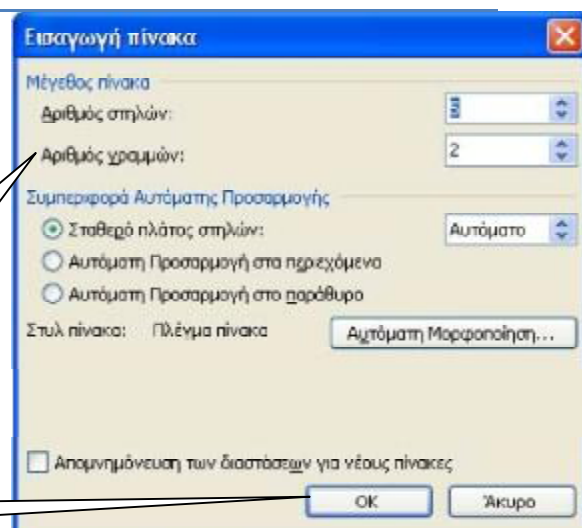 Εισαγωγή πίνακα
Μέγεθος πίνακα
Αριθμός στηλών:
Αριθμός γραμμών: 2
Συμπεριφορά Αυτόματης Προσαρμογής
Σταθερό πλάτος στηλών: Αυτόματο
Αυτόματη Προσαρμογή στα περιεχόμενα
Αυτόματη Προσαρμογή στο παράθυρο
Στυλ πίνακα: Πλέγμα πίνακα Αυτόματη Μορφοποίηση...
Απομνημόνευση των διαστάσεων για νέους πίνακες
OK Άκυρο